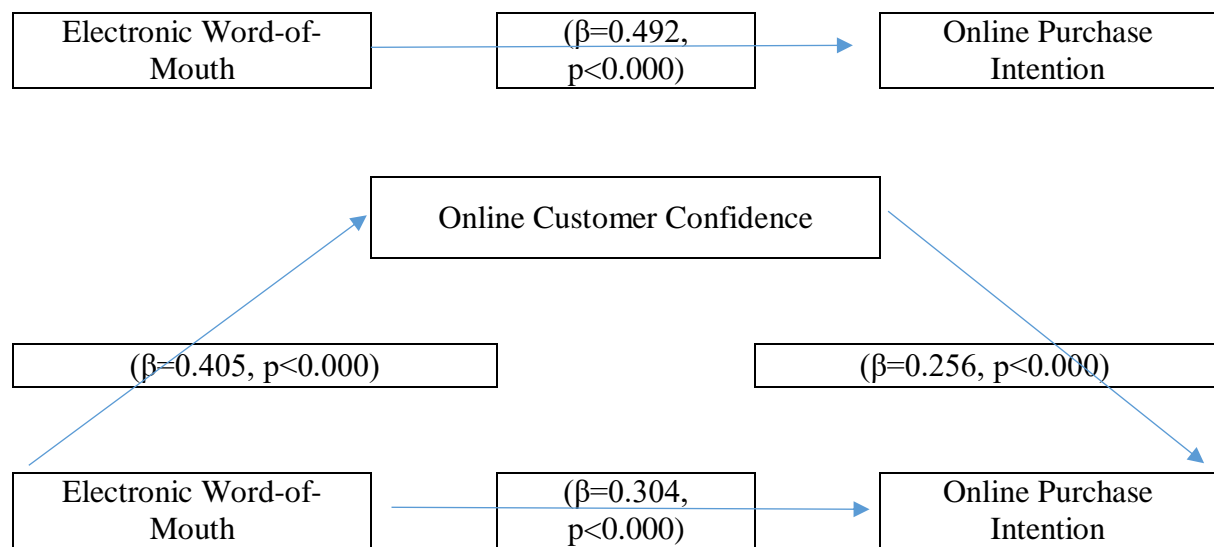 Electronic Word-of-
Mouth
(β=0.492,
p<0.000)
Online Purchase
Intention
Online Customer Confidence
(β=0.405, p<0.000)
(β=0.256, p<0.000)
Electronic Word-of-
Mouth
(β=0.304,
p<0.000)
Online Purchase
Intention